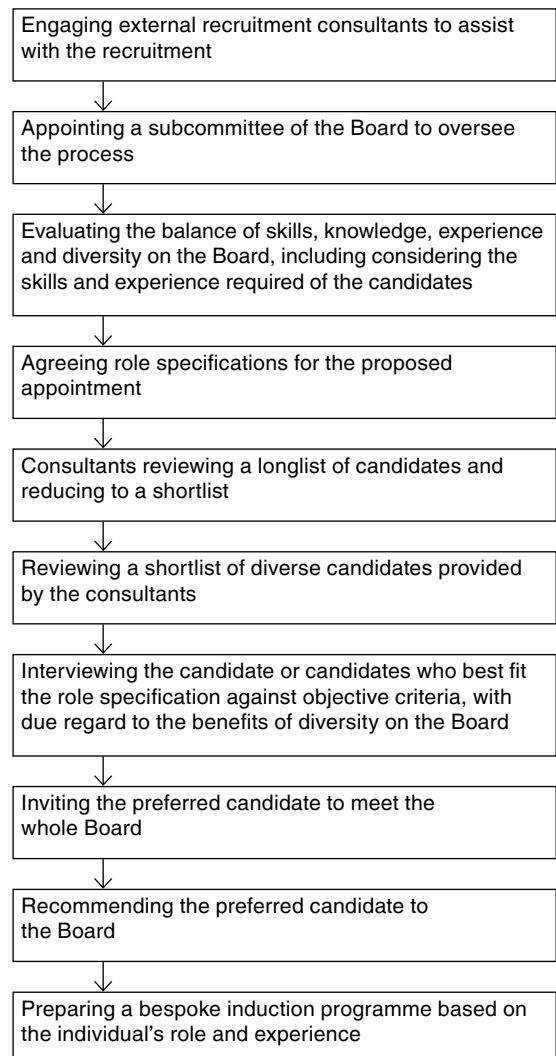 Engaging external recruitment consultants to assist
with the recruitment
Appointing a subcommittee of the Board to oversee
the process
Evaluating the balance of skills, knowledge, experience
and diversity on the Board, including considering the
skills and experience required of the candidates
Agreeing role specifications for the proposed
appointment
Consultants reviewing a longlist of candidates and
reducing to a shortlist
Reviewing a shortlist of diverse candidates provided
by the consultants
Interviewing the candidate or candidates who best fit
the role specification against objective criteria, with
due regard to the benefits of diversity on the Board
Inviting the preferred candidate to meet the
whole Board
Recommending the preferred candidate to
the Board
Preparing a bespoke induction programme based on
the individual’s role and experience